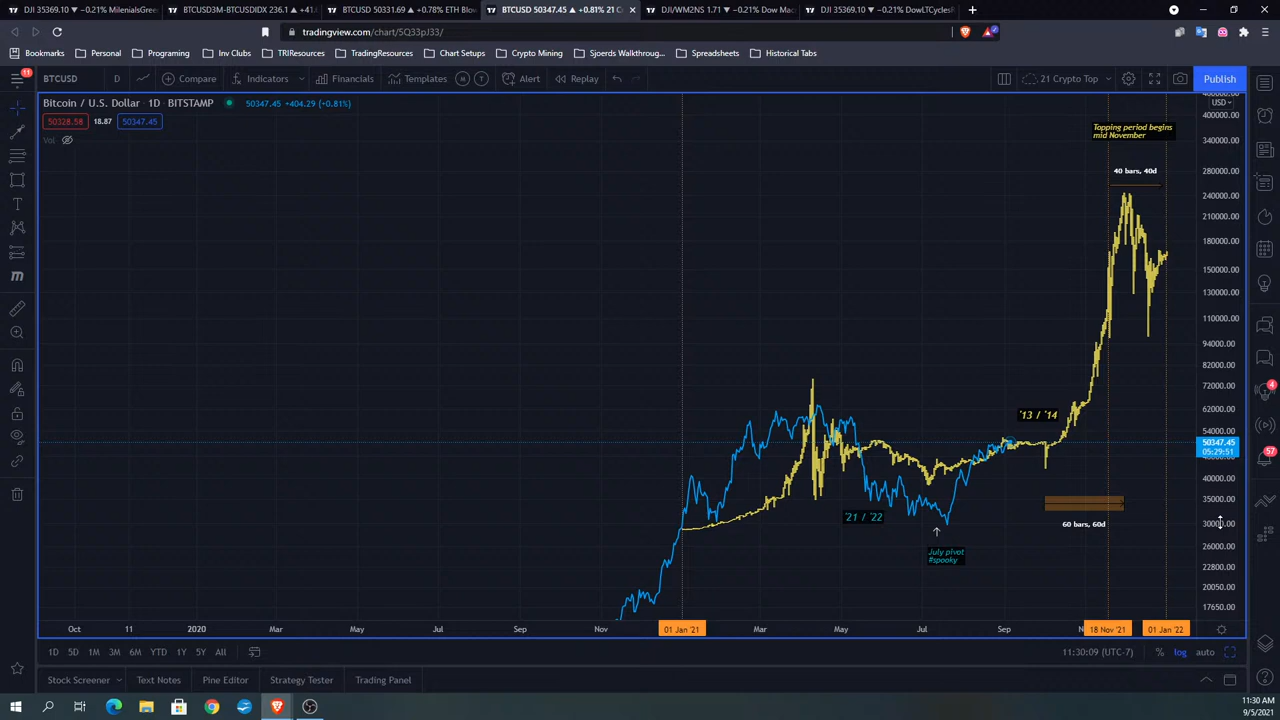 DJI 35369.10 ▼ −0.21% MilenialsGree
BTCUSD3M-BTCUSDIDX 236.1 ▲ +41.
BTCUSD 50331.69 ▲ +0.78% ETH Blow
BTCUSD 50347.45 ▲ +0.81% 21 C
DJI/WM2NS 1.71 ▼ −0.21% Dow Mac
DJI 35369.10 ▼ −0.21% DowLTCyclesF
tradingview.com/chart/5Q33pJ33/
Bookmarks
Personal
Programing
Inv Clubs
TRIResources
TradingResources
Chart Setups
Crypto Mining
Sjoerds Walkthroug...
Spreadsheets
Historical Tabs
11
BTCUSD
D
Compare
Indicators
Financials
Templates
M
T
Alert
Replay
21 Crypto Top
Publish
Bitcoin / U.S. Dollar · 1D · BITSTAMP
50347.45 +404.29 (+0.81%)
50328.58
18.87
50347.45
Vol
USD
400000.00
340000.00
280000.00
240000.00
210000.00
180000.00
150000.00
130000.00
110000.00
94000.00
82000.00
72000.00
62000.00
54000.00
50347.45
05:29:51
40000.00
35000.00
30000.00
26000.00
22800.00
20050.00
17650.00
Topping period begins
mid November
40 bars, 40d
'13 / '14
'21 / '22
60 bars, 60d
July pivot
#spooky
4
57
Oct
11
2020
Mar
May
Jul
Sep
Nov
01 Jan '21
Mar
May
Jul
Sep
18 Nov '21
01 Jan '22
1D
5D
1M
3M
6M
YTD
1Y
5Y
All
11:30:09 (UTC-7)
%
log
auto
Stock Screener
Text Notes
Pine Editor
Strategy Tester
Trading Panel
11:30 AM
9/5/2021